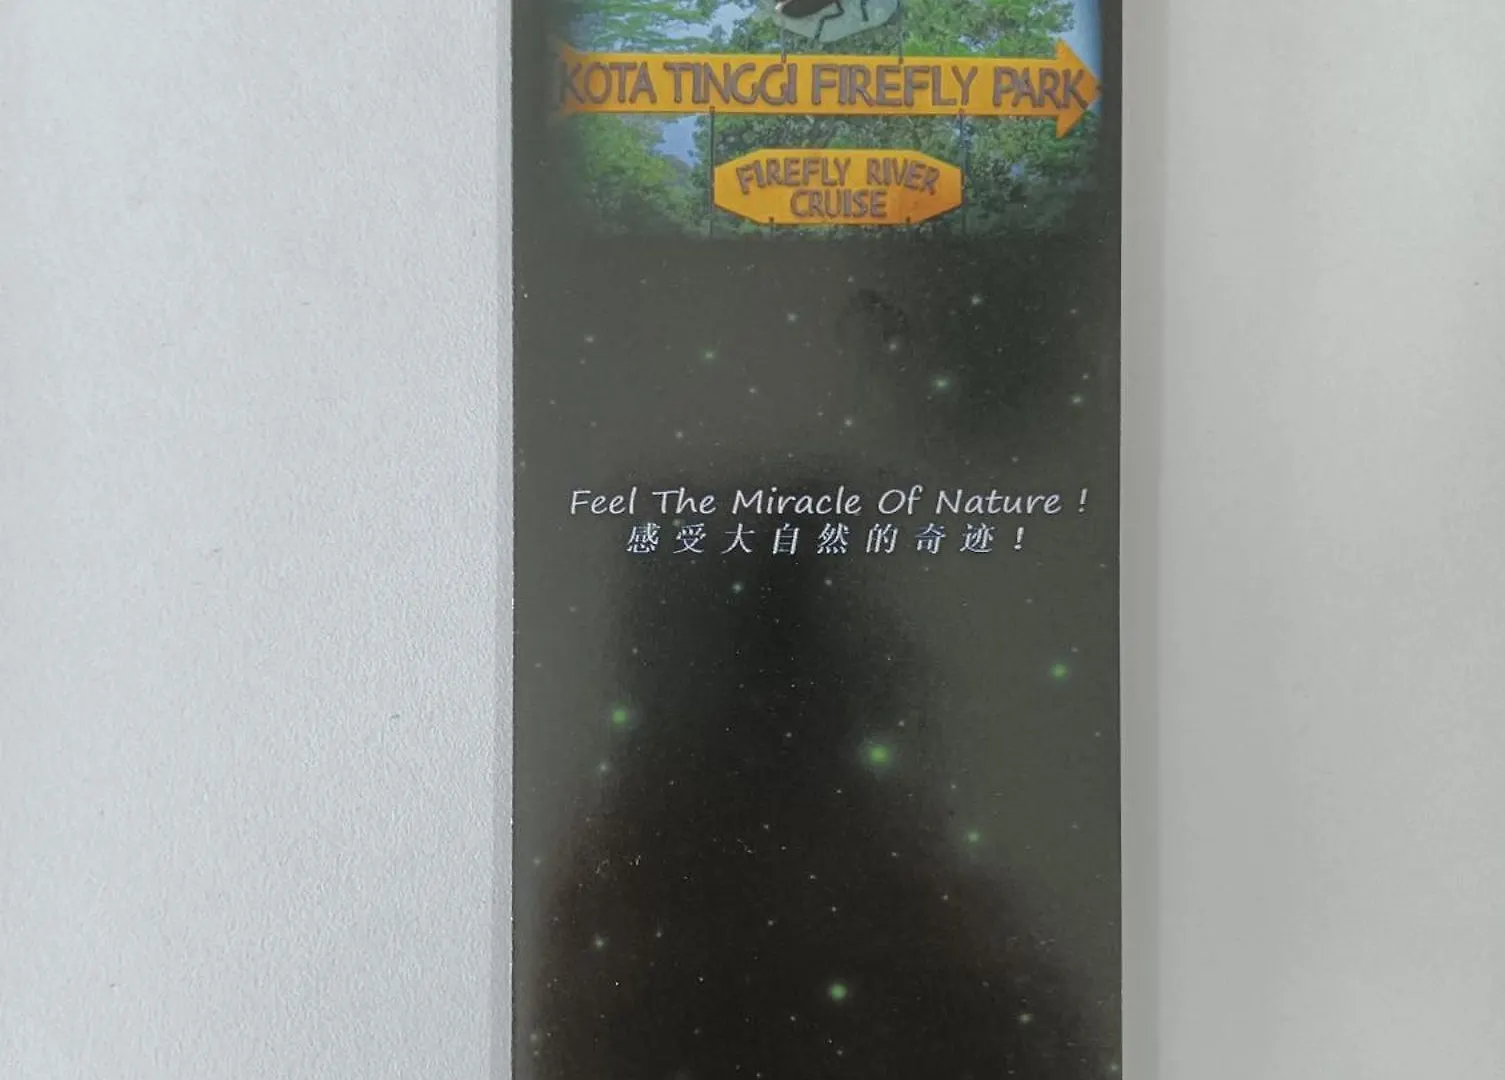 KOTA TINGGI FIREFLY PARK
FIREFLY RIVER
CRUISE
Feel The Miracle Of Nature !
感受大自然的奇迹！